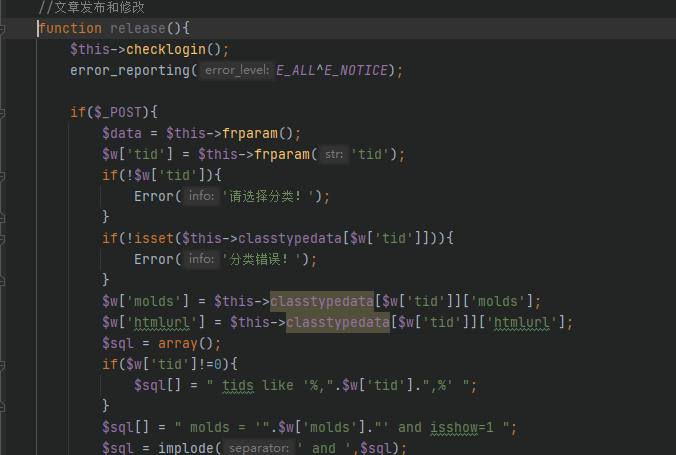 //文章发布和修改
function release(){
$this->checklogin();
error_reporting( error_level: E_ALL^E_NOTICE);
if($_POST){
$data = $this->frparam();
$w['tid'] = $this->frparam( str: 'tid');
if(!$w['tid']){
Error( info: '请选择分类！');
}
if(!isset($this->classtypedata[$w['tid']])){
Error( info: '分类错误！');
}
$w['molds'] = $this->classtypedata[$w['tid']]['molds'];
$w['htmlurl'] = $this->classtypedata[$w['tid']]['htmlurl'];
$sql = array();
if($w['tid']!=0){
$sql[] = " tids like '%,".$w['tid'].",%' ";
}
$sql[] = " molds = '".$w['molds']."' and isshow=1 ";
$sql = implode( separator: ' and ',$sql);